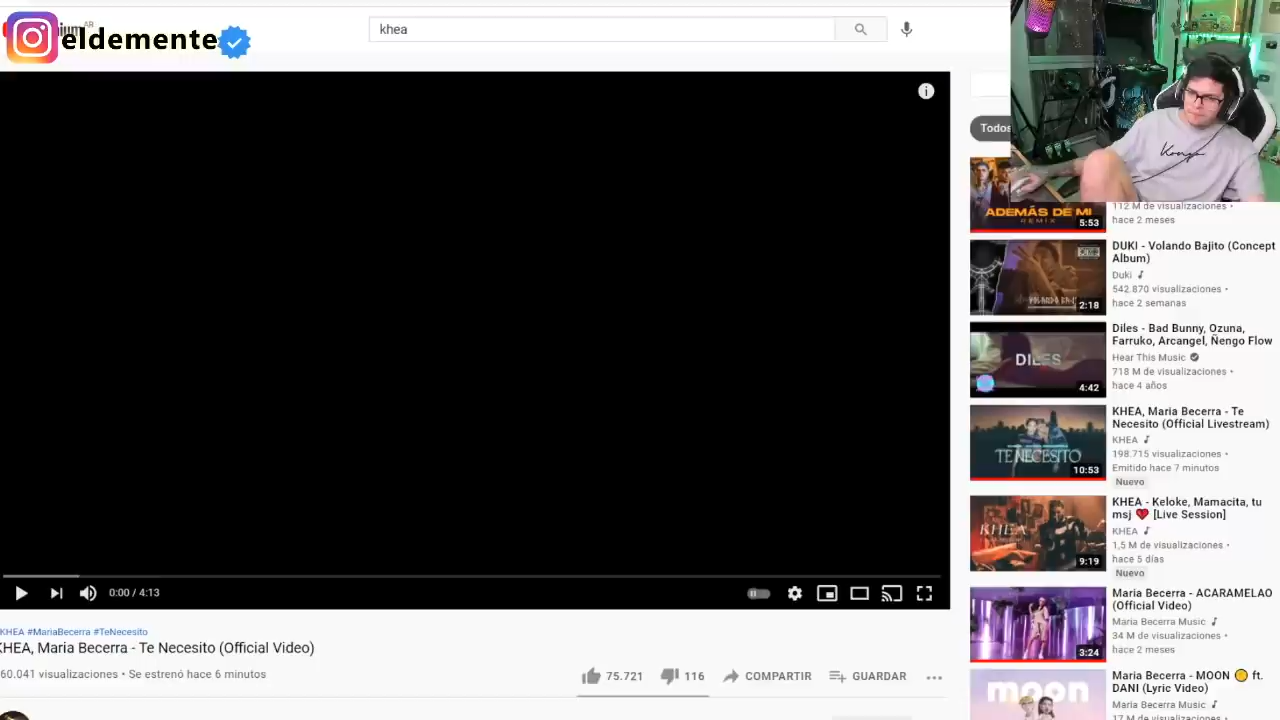 eldemente
AR
khea
Todos
ADEMÁS DE MI
REMIX
5:53
112 M de visualizaciones •
hace 2 meses
2:18
DUKI - Volando Bajito (Concept
Album)
Duki
542.870 visualizaciones •
hace 2 semanas
DILES
4:42
Diles - Bad Bunny, Ozuna,
Farruko, Arcangel, Ñengo Flow
Hear This Music
718 M de visualizaciones •
hace 4 años
TE NECESITO
10:53
KHEA, Maria Becerra - Te
Necesito (Official Livestream)
KHEA
198.715 visualizaciones •
Emitido hace 7 minutos
Nuevo
KHEA
9:19
KHEA - Keloke, Mamacita, tu
msj ❤ [Live Session]
KHEA
1,5 M de visualizaciones •
hace 5 días
Nuevo
3:24
Maria Becerra - ACARAMELAO
(Official Video)
Maria Becerra Music
34 M de visualizaciones •
hace 2 meses
moon
Maria Becerra - MOON 🟡 ft.
DANI (Lyric Video)
Maria Becerra Music
17 M de visualizaciones •
0:00 / 4:13
KHEA #MariaBecerra #TeNecesito
KHEA, Maria Becerra - Te Necesito (Official Video)
60.041 visualizaciones • Se estrenó hace 6 minutos
75.721
116
COMPARTIR
GUARDAR